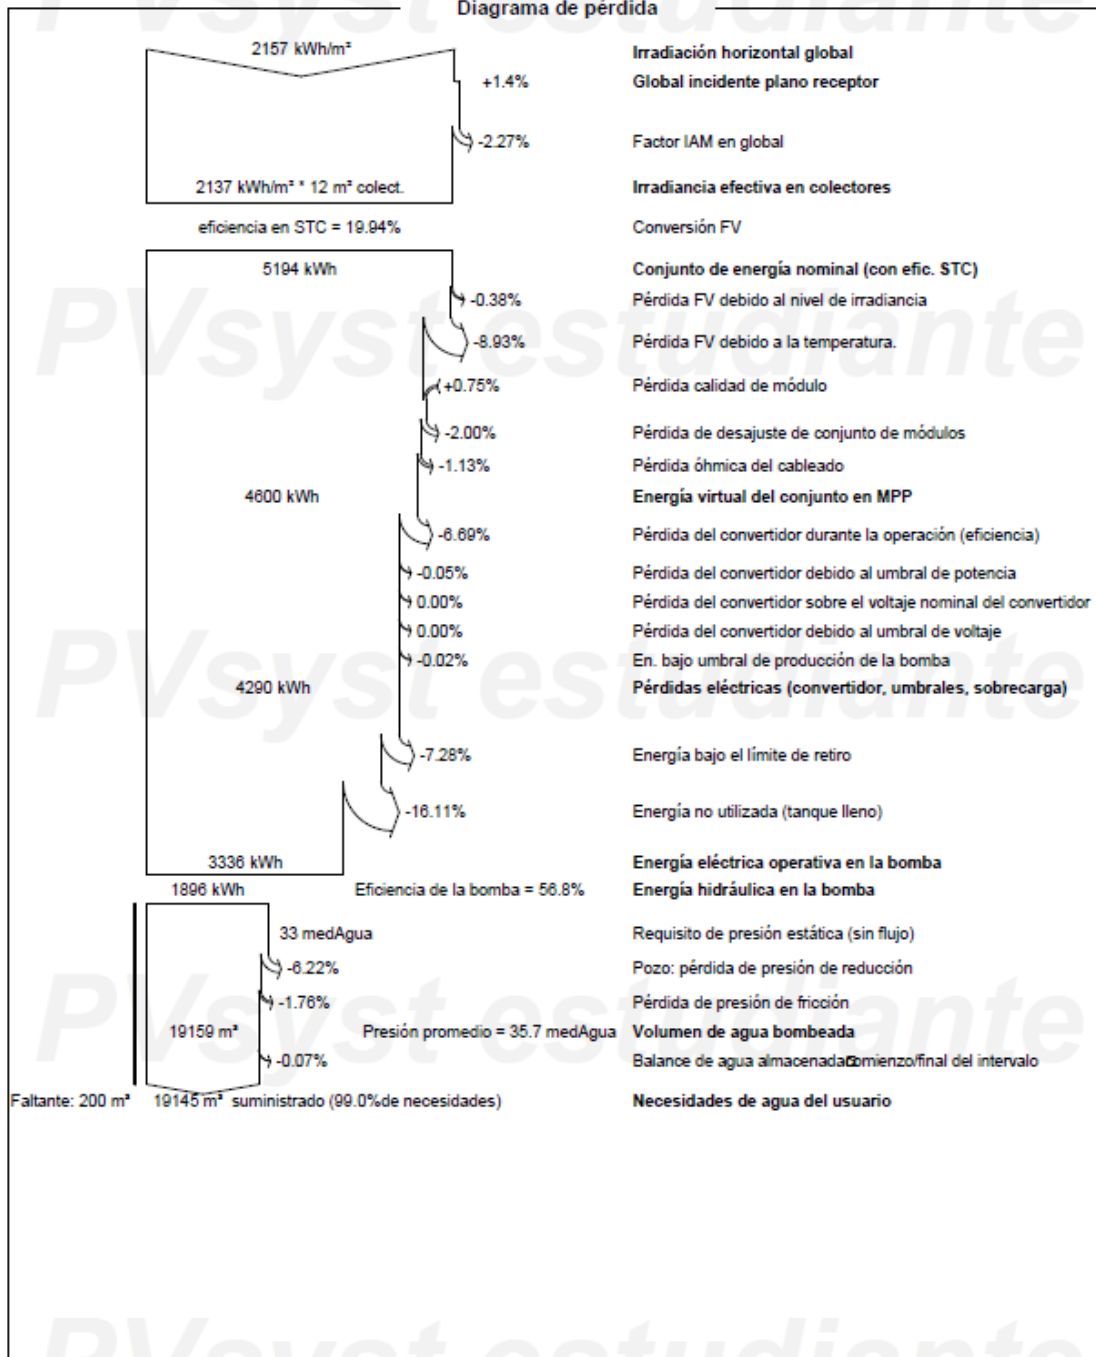 Diagrama de pérdida
2157 kWh/m² Irradiación horizontal global
+1.4% Global incidente plano receptor
-2.27% Factor IAM en global
2137 kWh/m² * 12 m² colect. Irradiancia efectiva en colectores
eficiencia en STC = 19.94% Conversión FV
5194 kWh Conjunto de energía nominal (con efic. STC)
-0.38% Pérdida FV debido al nivel de irradiancia
-8.93% Pérdida FV debido a la temperatura.
+0.75% Pérdida calidad de módulo
-2.00% Pérdida de desajuste de conjunto de módulos
-1.13% Pérdida óhmica del cableado
4600 kWh Energía virtual del conjunto en MPP
-6.69% Pérdida del convertidor durante la operación (eficiencia)
-0.05% Pérdida del convertidor debido al umbral de potencia
0.00% Pérdida del convertidor sobre el voltaje nominal del convertidor
0.00% Pérdida del convertidor debido al umbral de voltaje
-0.02% En. bajo umbral de producción de la bomba
4290 kWh Pérdidas eléctricas (convertidor, umbrales, sobrecarga)
-7.28% Energía bajo el límite de retiro
-16.11% Energía no utilizada (tanque lleno)
3336 kWh Energía eléctrica operativa en la bomba
1896 kWh Eficiencia de la bomba = 56.8% Energía hidráulica en la bomba
33 medAgua Requisito de presión estática (sin flujo)
-6.22% Pozo: pérdida de presión de reducción
-1.76% Pérdida de presión de fricción
19159 m³ Presión promedio = 35.7 medAgua Volumen de agua bombeada
-0.07% Balance de agua comienzo/final del intervalo
Faltante: 200 m³ 19145 m³ suministrado (99.0%de necesidades) Necesidades de agua del usuario
PVsyst estudiante
PVsyst estudiante
PVsyst estudiante
PVsyst estudiante
PVsyst estudiante